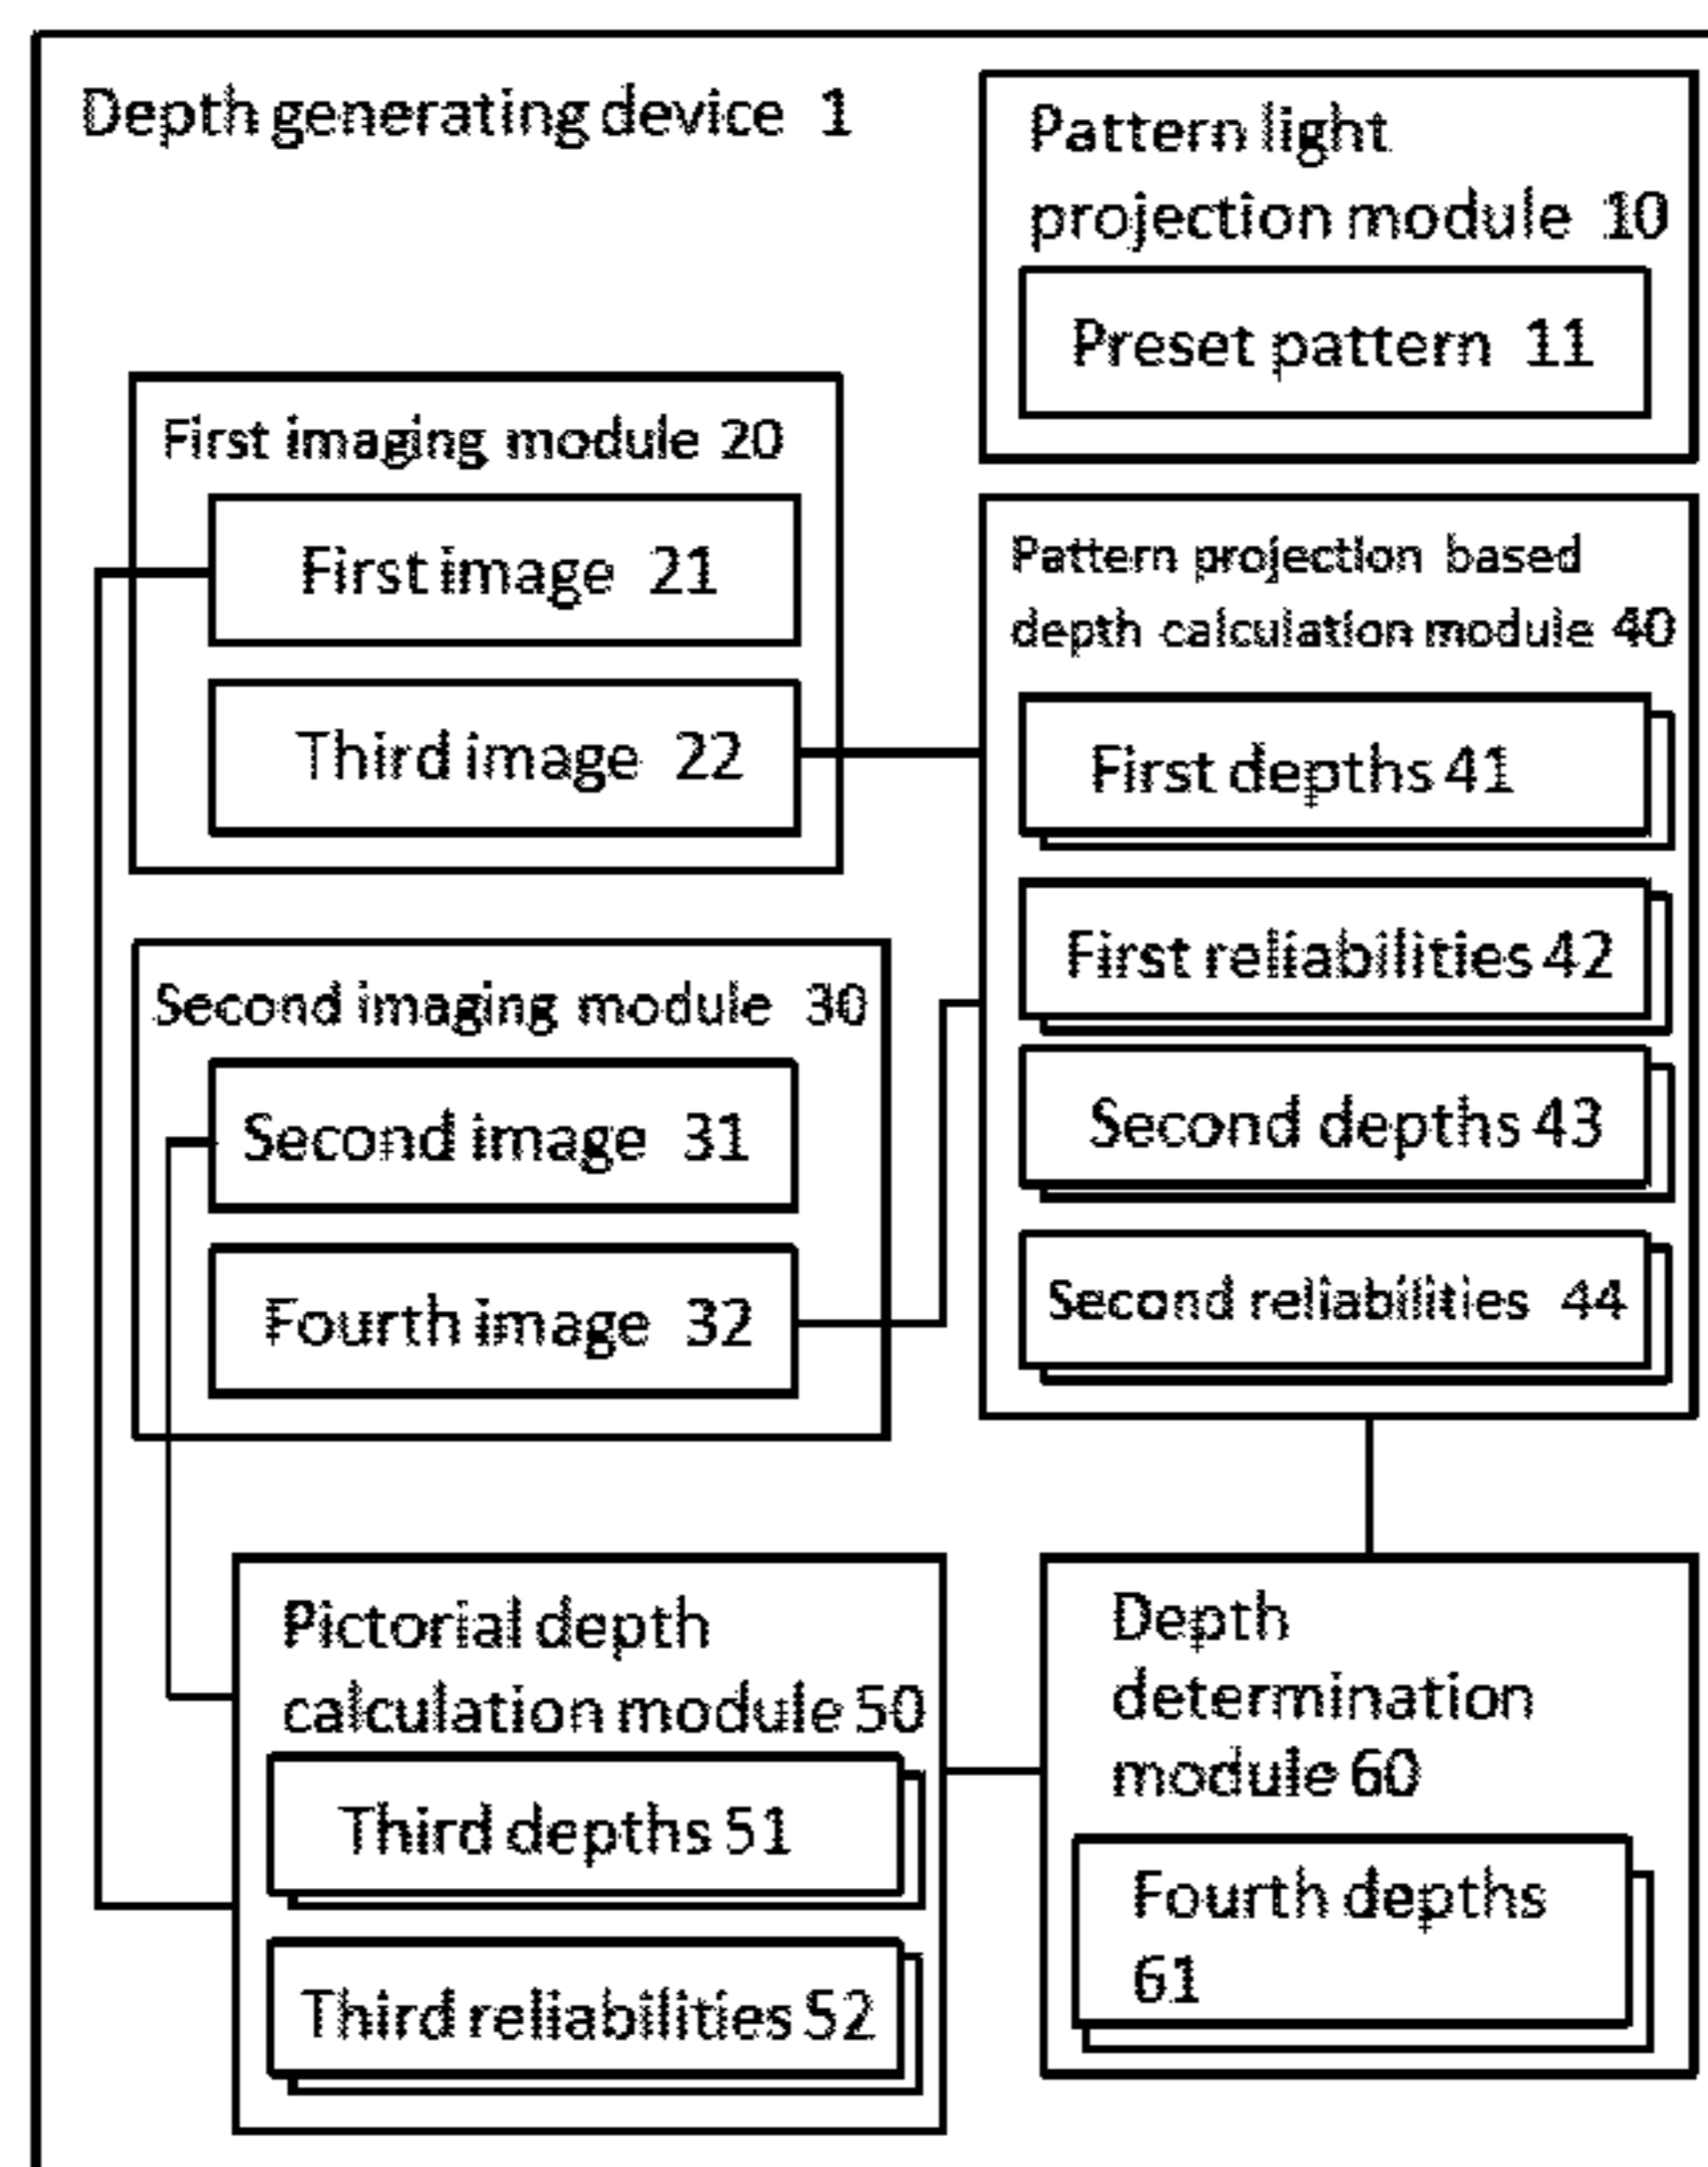 Depth generating device 1
Pattern light
projection module 10
Preset pattern 11
First imaging module 20
First image 21
Third image 22
Pattern projection based
depth calculation module 40
First depths 41
First reliabilities 42
Second depths 43
Second reliabilities 44
Second imaging module 30
Second image 31
Fourth image 32
Pictorial depth
calculation module 50
Third depths 51
Third reliabilities 52
Depth
determination
module 60
Fourth depths
61